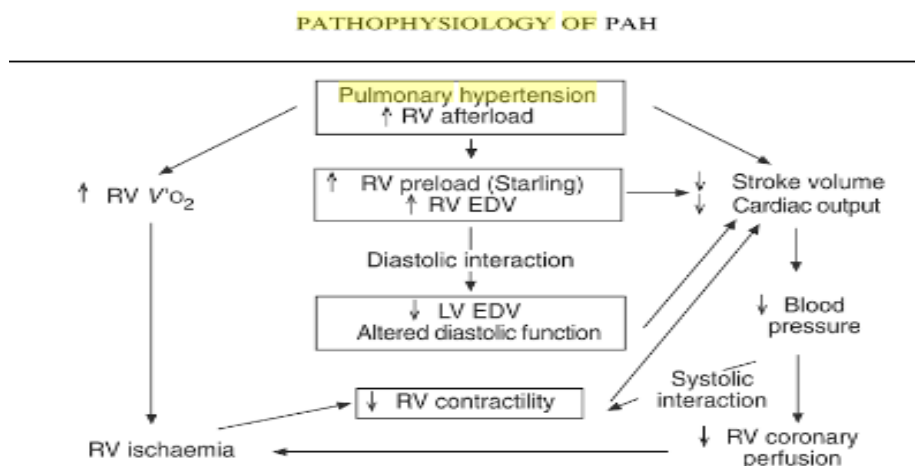 PATHOPHYSIOLOGY OF PAH
Pulmonary hypertension
↑ RV afterload
↑ RV V'O₂
↑ RV preload (Starling)
↑ RV EDV
↓ Stroke volume
↓ Cardiac output
Diastolic interaction
↓ LV EDV
Altered diastolic function
↓ Blood
pressure
Systolic
interaction
↓ RV contractility
RV ischaemia
↓ RV coronary
perfusion